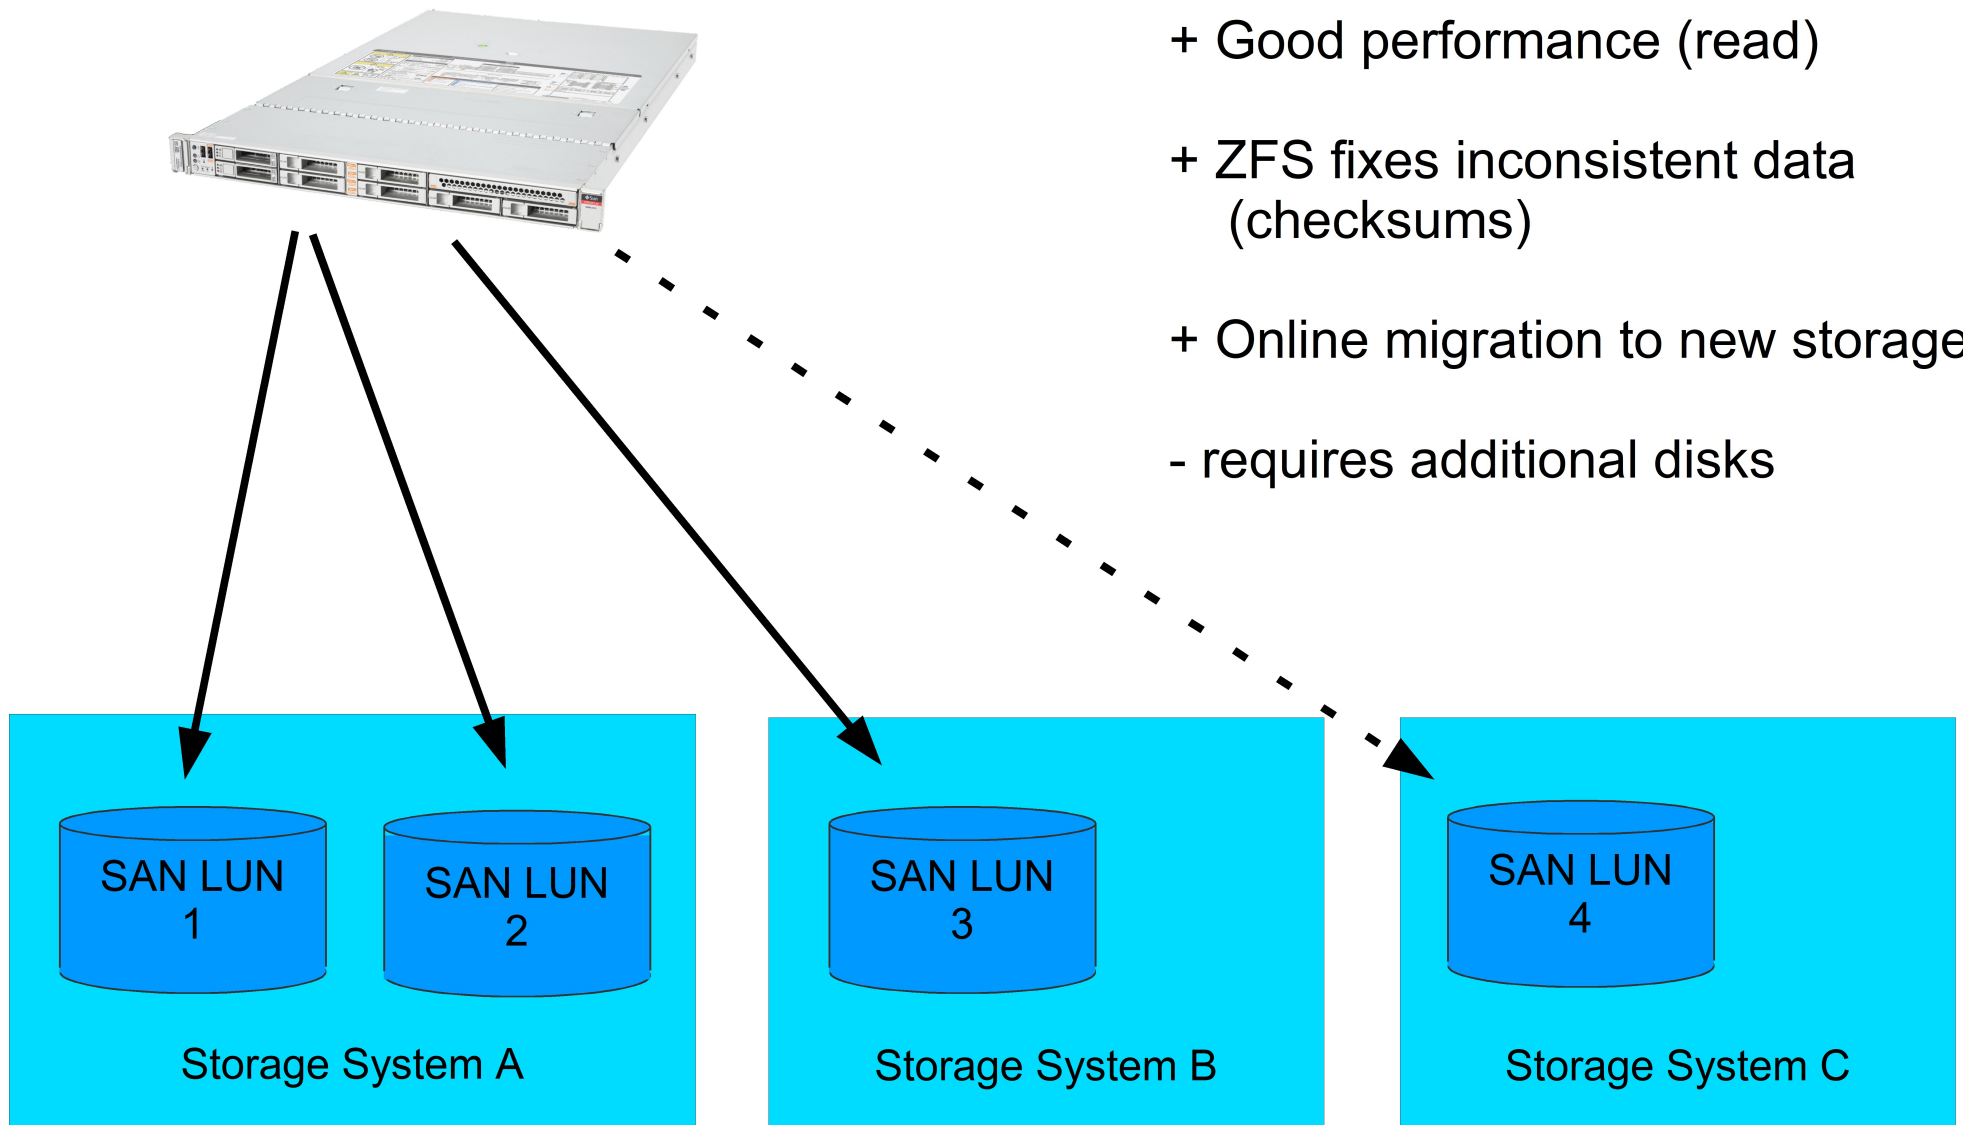 + Good performance (read)
+ ZFS fixes inconsistent data
(checksums)
+ Online migration to new storage
- requires additional disks
SAN LUN
1
SAN LUN
2
SAN LUN
3
SAN LUN
4
Storage System A
Storage System B
Storage System C